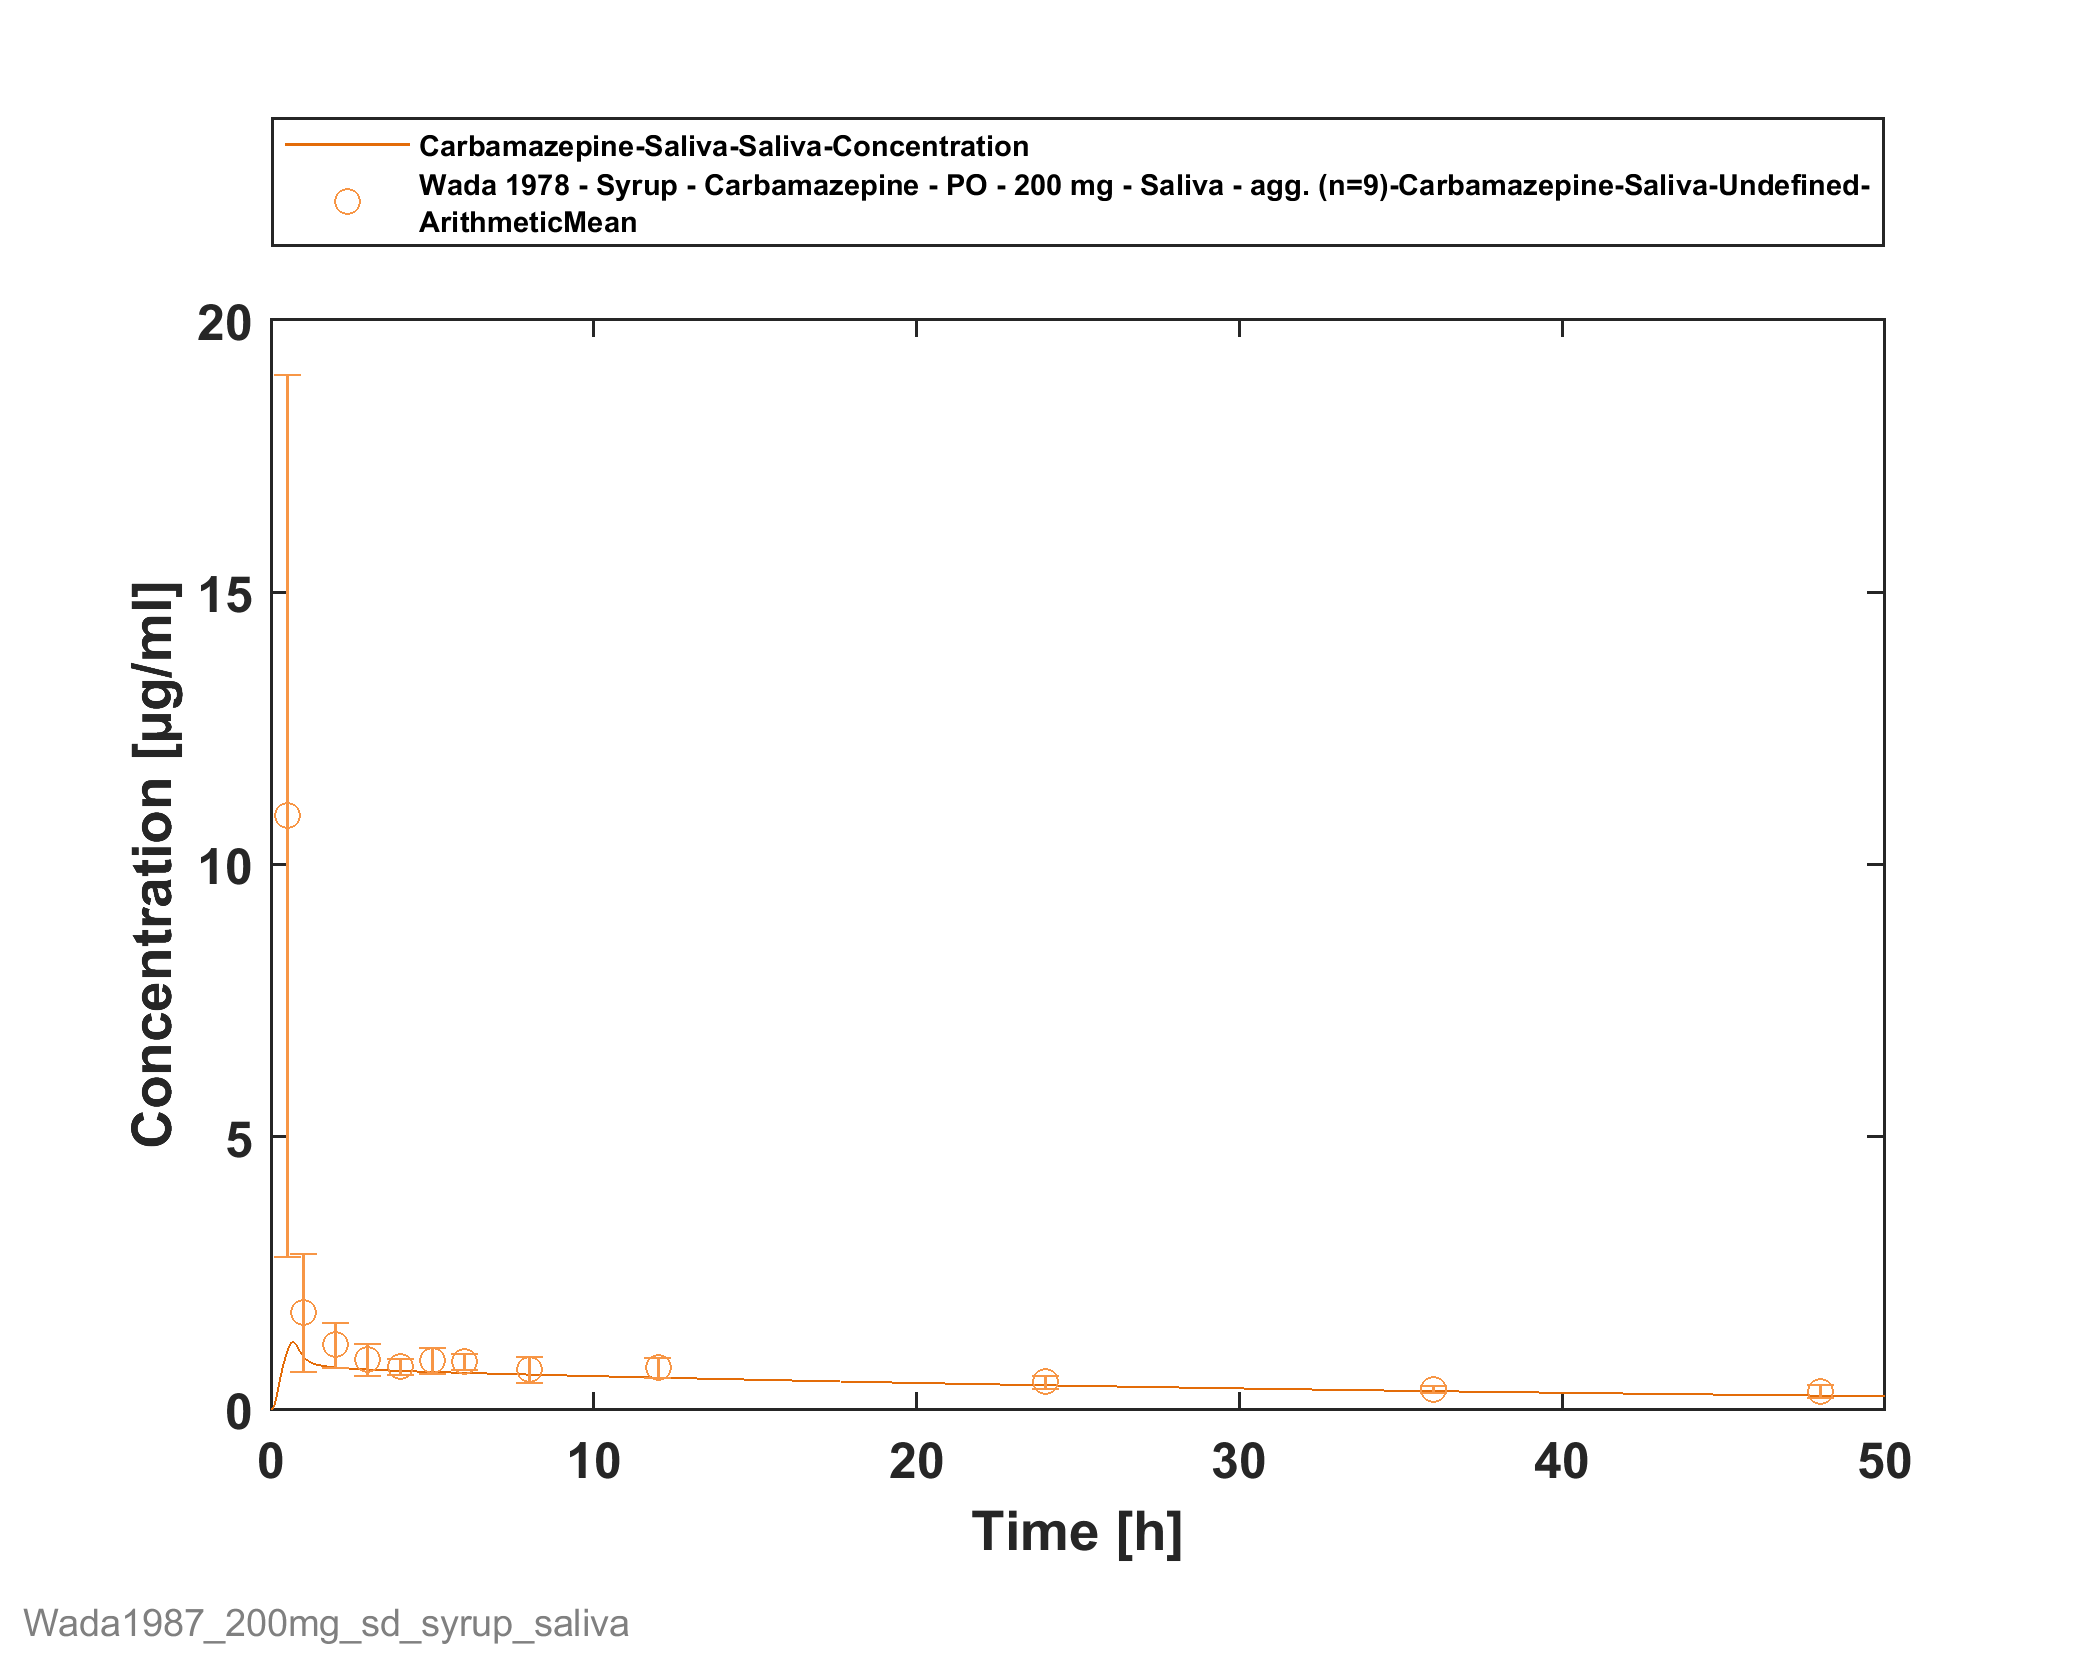 Carbamazepine-Saliva-Saliva-Concentration
Wada 1978 - Syrup - Carbamazepine - PO - 200 mg - Saliva - agg. (n=9)-Carbamazepine-Saliva-Undefined-
ArithmeticMean
20
15
10
5
0
Concentration [µg/ml]
0 10 20 30 40 50
Time [h]
Wada1987_200mg_sd_syrup_saliva